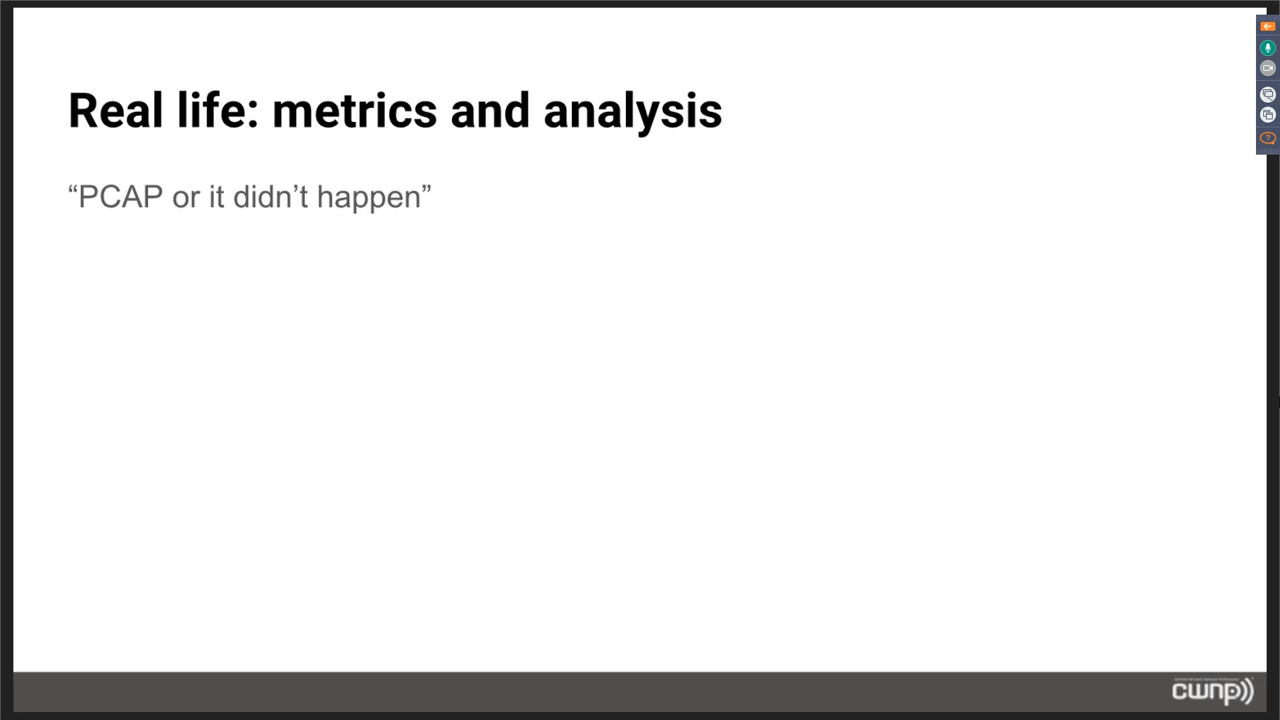 Real life: metrics and analysis
“PCAP or it didn’t happen”
cwnp